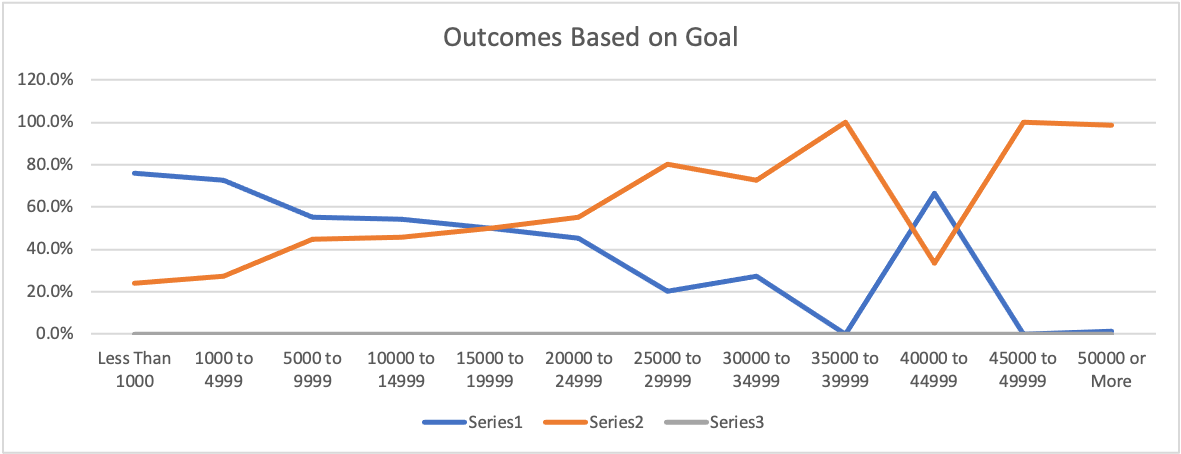 Outcomes Based on Goal
120.0%
100.0%
80.0%
60.0%
40.0%
20.0%
0.0%
Less Than 1000 to 5000 to 10000 to 15000 to 20000 to 25000 to 30000 to 35000 to 40000 to 45000 to 50000 or
1000 4999 9999 14999 19999 24999 29999 34999 39999 44999 49999 More
Series1 Series2 Series3